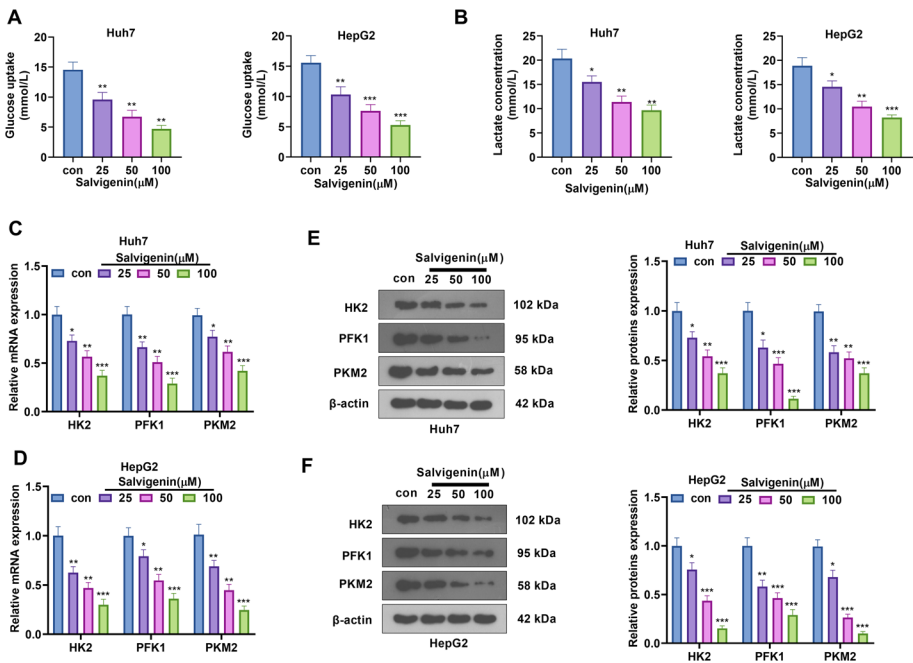 A
Huh7
Glucose uptake
(mmol/L)
20
15
10
5
0
**
**
**
con 25 50 100
Salvigenin(μM)
HepG2
Glucose uptake
(mmol/L)
20
15
10
5
0
**
***
***
con 25 50 100
Salvigenin(μM)
B
Huh7
Lactate concentration
(mmol/L)
25
20
15
10
5
0
*
**
**
con 25 50 100
Salvigenin(μM)
HepG2
Lactate concentration
(mmol/L)
25
20
15
10
5
0
*
**
***
con 25 50 100
Salvigenin(μM)
C
Huh7
Salvigenin(μM)
con 25 50 100
Relative mRNA expression
1.5
1.0
0.5
0.0
* ** ***
** ** ***
* ** ***
HK2 PFK1 PKM2
E
Salvigenin(μM)
con 25 50 100
HK2 102 kDa
PFK1 95 kDa
PKM2 58 kDa
β-actin 42 kDa
Huh7
Huh7 Salvigenin(μM)
con 25 50 100
Relative proteins expression
1.5
1.0
0.5
0.0
* ** ***
* *** ***
** ** ***
HK2 PFK1 PKM2
D
HepG2
Salvigenin(μM)
con 25 50 100
Relative mRNA expression
1.5
1.0
0.5
0.0
** ** ***
* ** ***
** ** ***
HK2 PFK1 PKM2
F
Salvigenin(μM)
con 25 50 100
HK2 102 kDa
PFK1 95 kDa
PKM2 58 kDa
β-actin 42 kDa
HepG2
HepG2 Salvigenin(μM)
con 25 50 100
Relative proteins expression
1.5
1.0
0.5
0.0
* *** ***
** *** ***
* *** ***
HK2 PFK1 PKM2